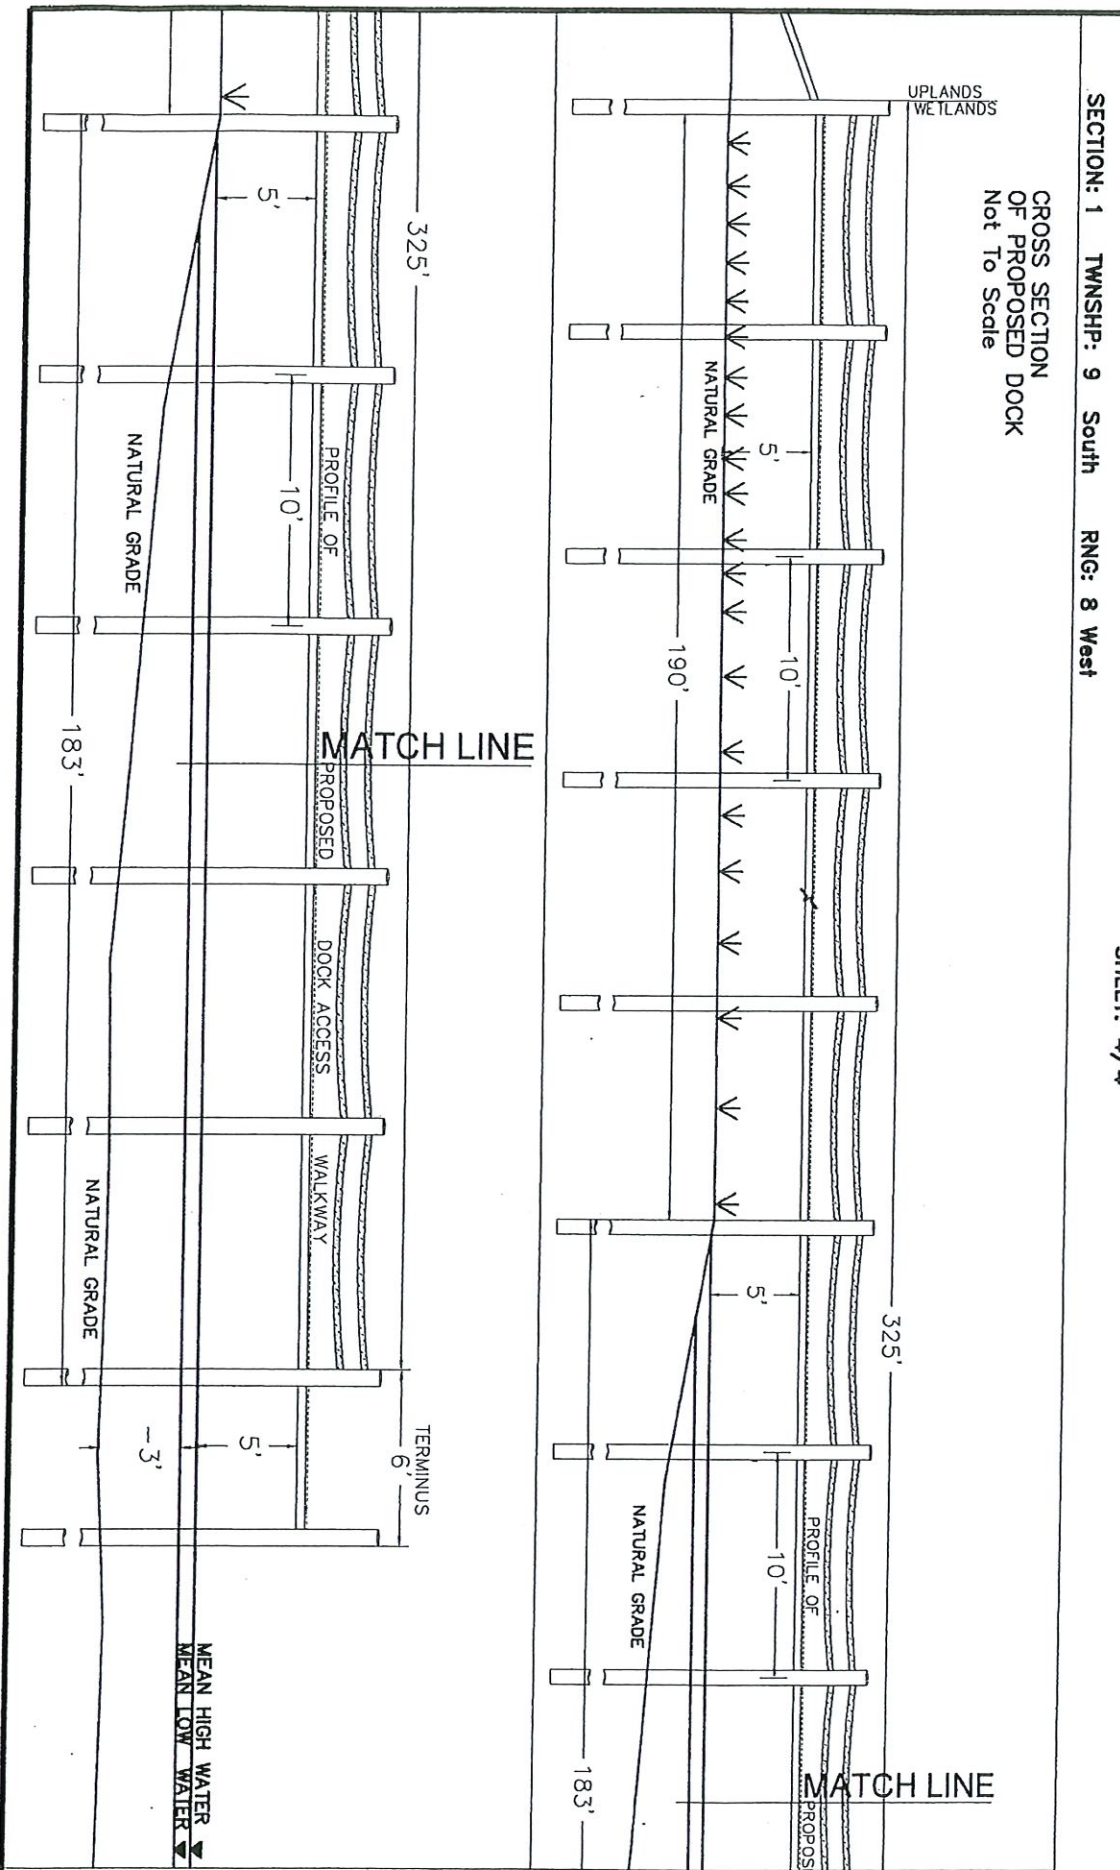 SECTION: 1 TWNSHP: 9 South RNG: 8 West
CROSS SECTION
OF PROPOSED DOCK
Not To Scale
UPLANDS
WETLANDS
325'
5'
NATURAL GRADE
10'
190'
5'
10'
PROFILE OF
NATURAL GRADE
183'
MATCH LINE
PROPOS
325'
5'
10'
PROFILE OF
PROPOSED
DOCK ACCESS
WALKWAY
NATURAL GRADE
MATCH LINE
183'
NATURAL GRADE
TERMINUS
6'
5'
-3'
MEAN HIGH WATER
MEAN LOW WATER